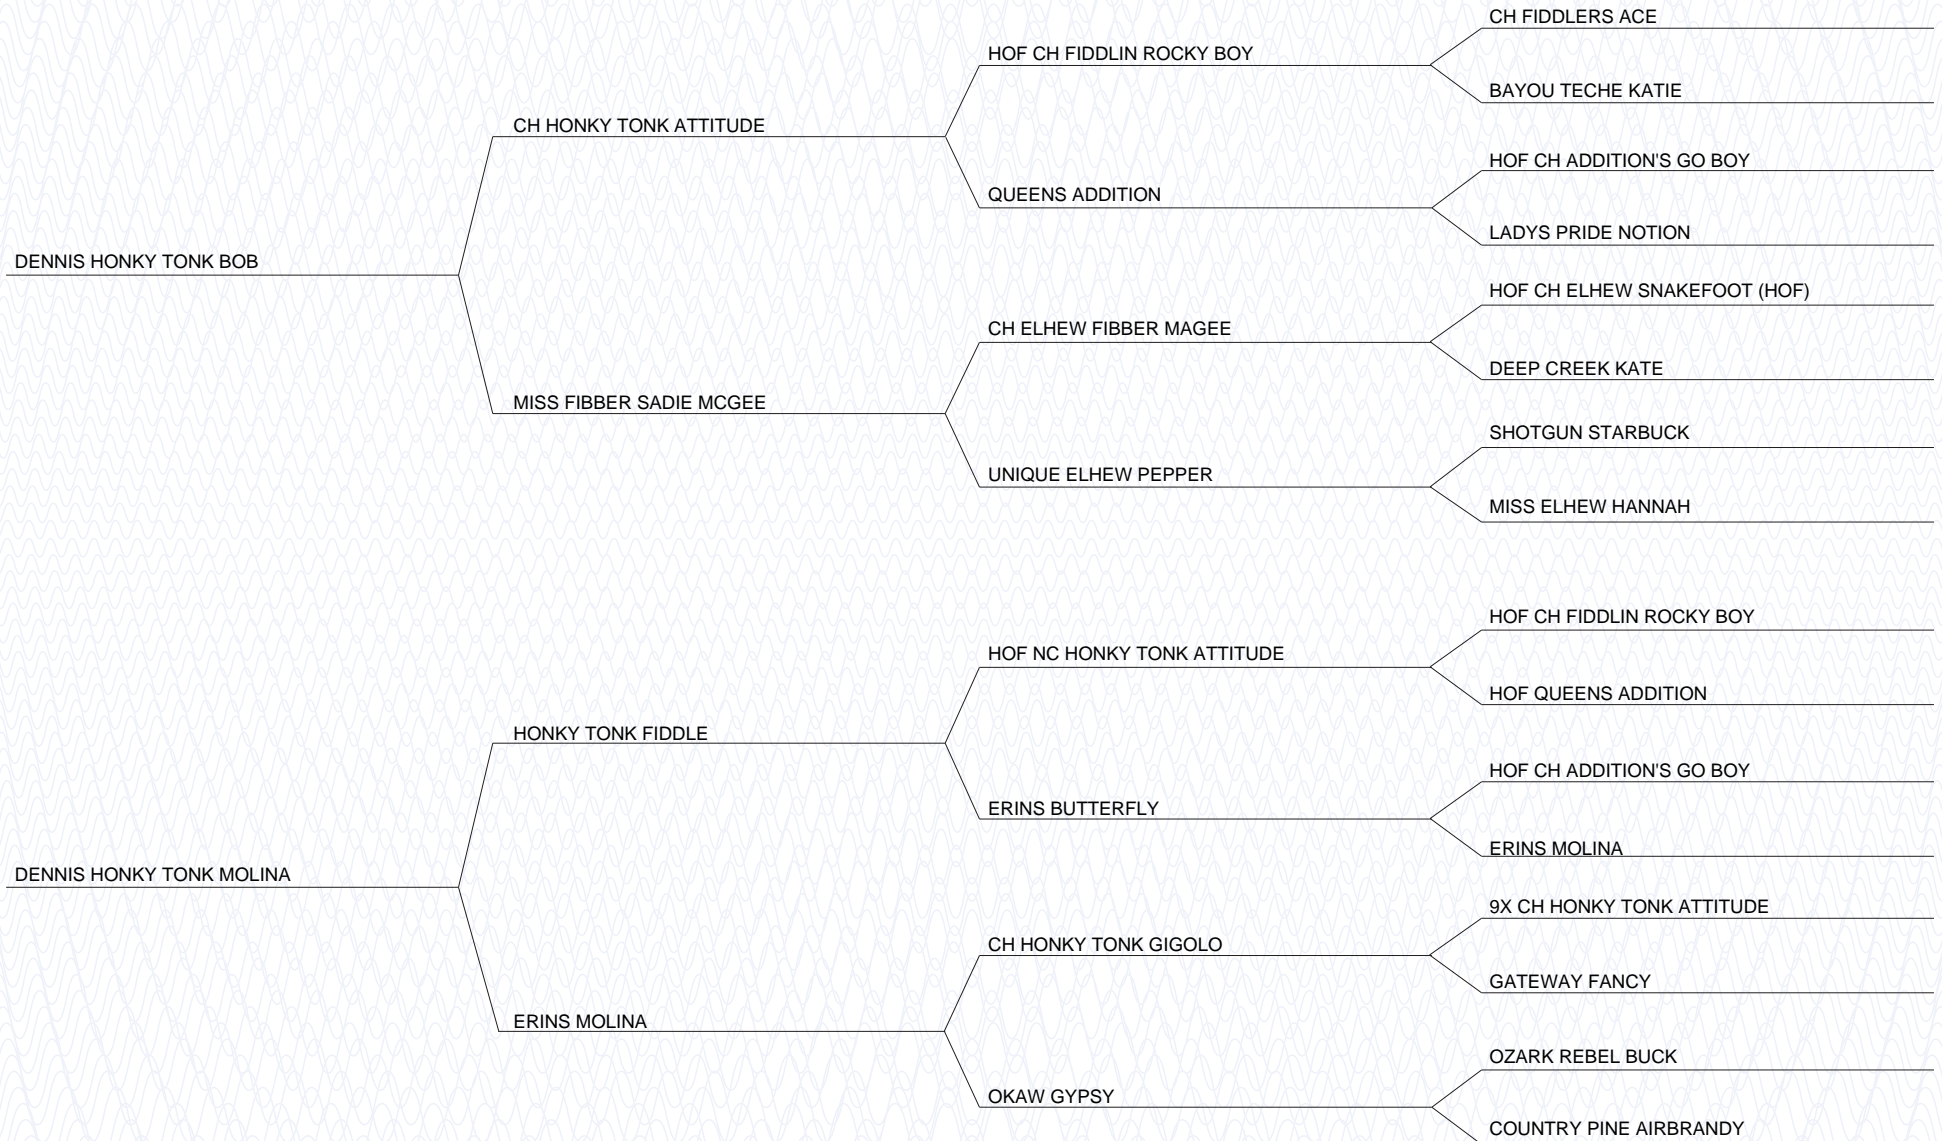 CH FIDDLERS ACE
HOF CH FIDDLIN ROCKY BOY
BAYOU TECHE KATIE
CH HONKY TONK ATTITUDE
HOF CH ADDITION'S GO BOY
QUEENS ADDITION
LADYS PRIDE NOTION
DENNIS HONKY TONK BOB
HOF CH ELHEW SNAKEFOOT (HOF)
CH ELHEW FIBBER MAGEE
DEEP CREEK KATE
MISS FIBBER SADIE MCGEE
SHOTGUN STARBUCK
UNIQUE ELHEW PEPPER
MISS ELHEW HANNAH
HOF CH FIDDLIN ROCKY BOY
HOF NC HONKY TONK ATTITUDE
HOF QUEENS ADDITION
HONKY TONK FIDDLE
HOF CH ADDITION'S GO BOY
ERINS BUTTERFLY
ERINS MOLINA
DENNIS HONKY TONK MOLINA
9X CH HONKY TONK ATTITUDE
CH HONKY TONK GIGOLO
GATEWAY FANCY
ERINS MOLINA
OZARK REBEL BUCK
OKAW GYPSY
COUNTRY PINE AIRBRANDY